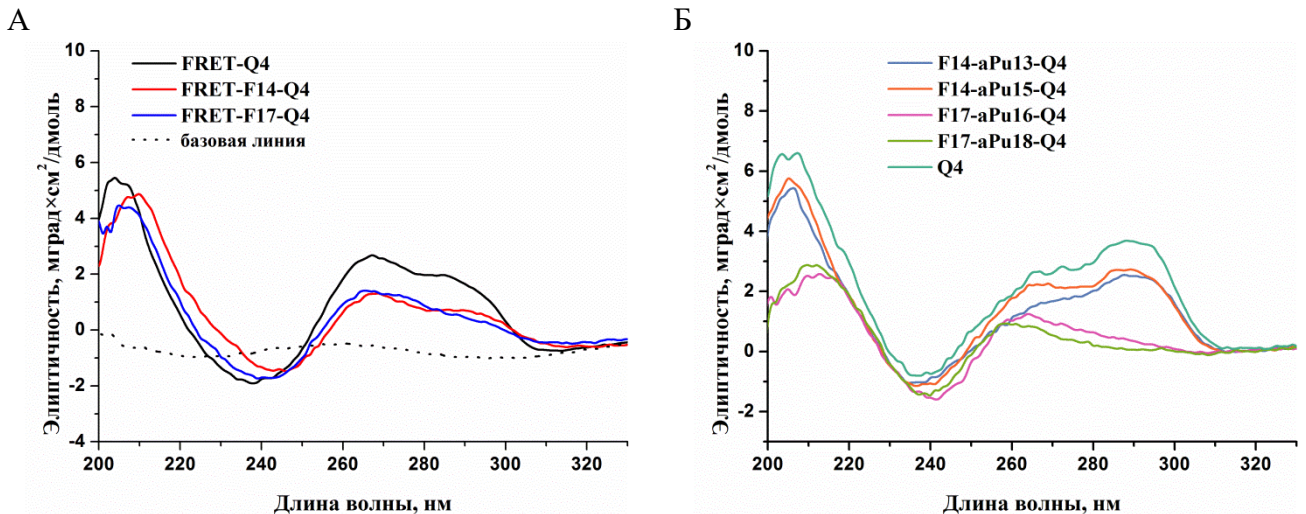 А
Б
10
8
6
4
2
0
-2
-4
200
220
240
260
280
300
320
Элиптичность, мград×см²/дмоль
Длина волны, нм
FRET-Q4
FRET-F14-Q4
FRET-F17-Q4
базовая линия
10
8
6
4
2
0
-2
200
220
240
260
280
300
320
Элиптичность, мград×см²/дмоль
Длина волны, нм
F14-aPu13-Q4
F14-aPu15-Q4
F17-aPu16-Q4
F17-aPu18-Q4
Q4